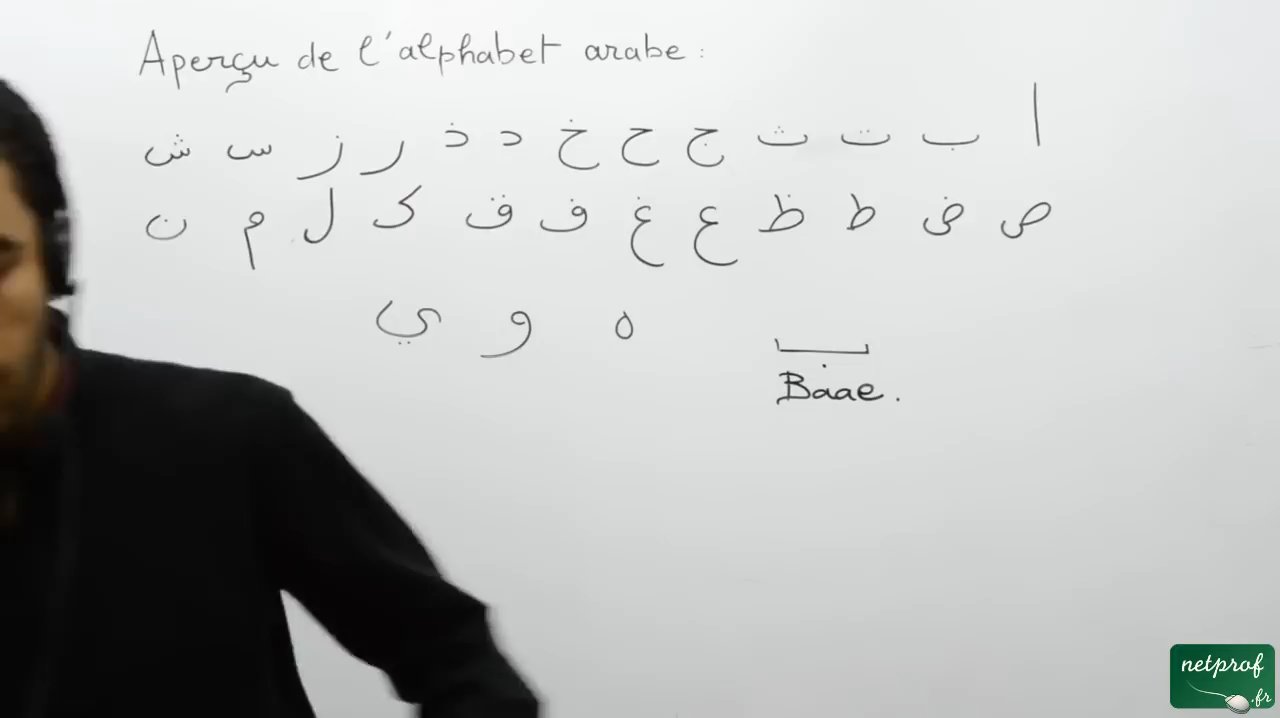 Aperçu de l'alphabet arabe :
ا ب ت ث ج ح خ د ذ ر ز س ش
ص ض ط ظ ع غ ف ق ک ل م ن
ه و ي
Baae.
netprof
.fr